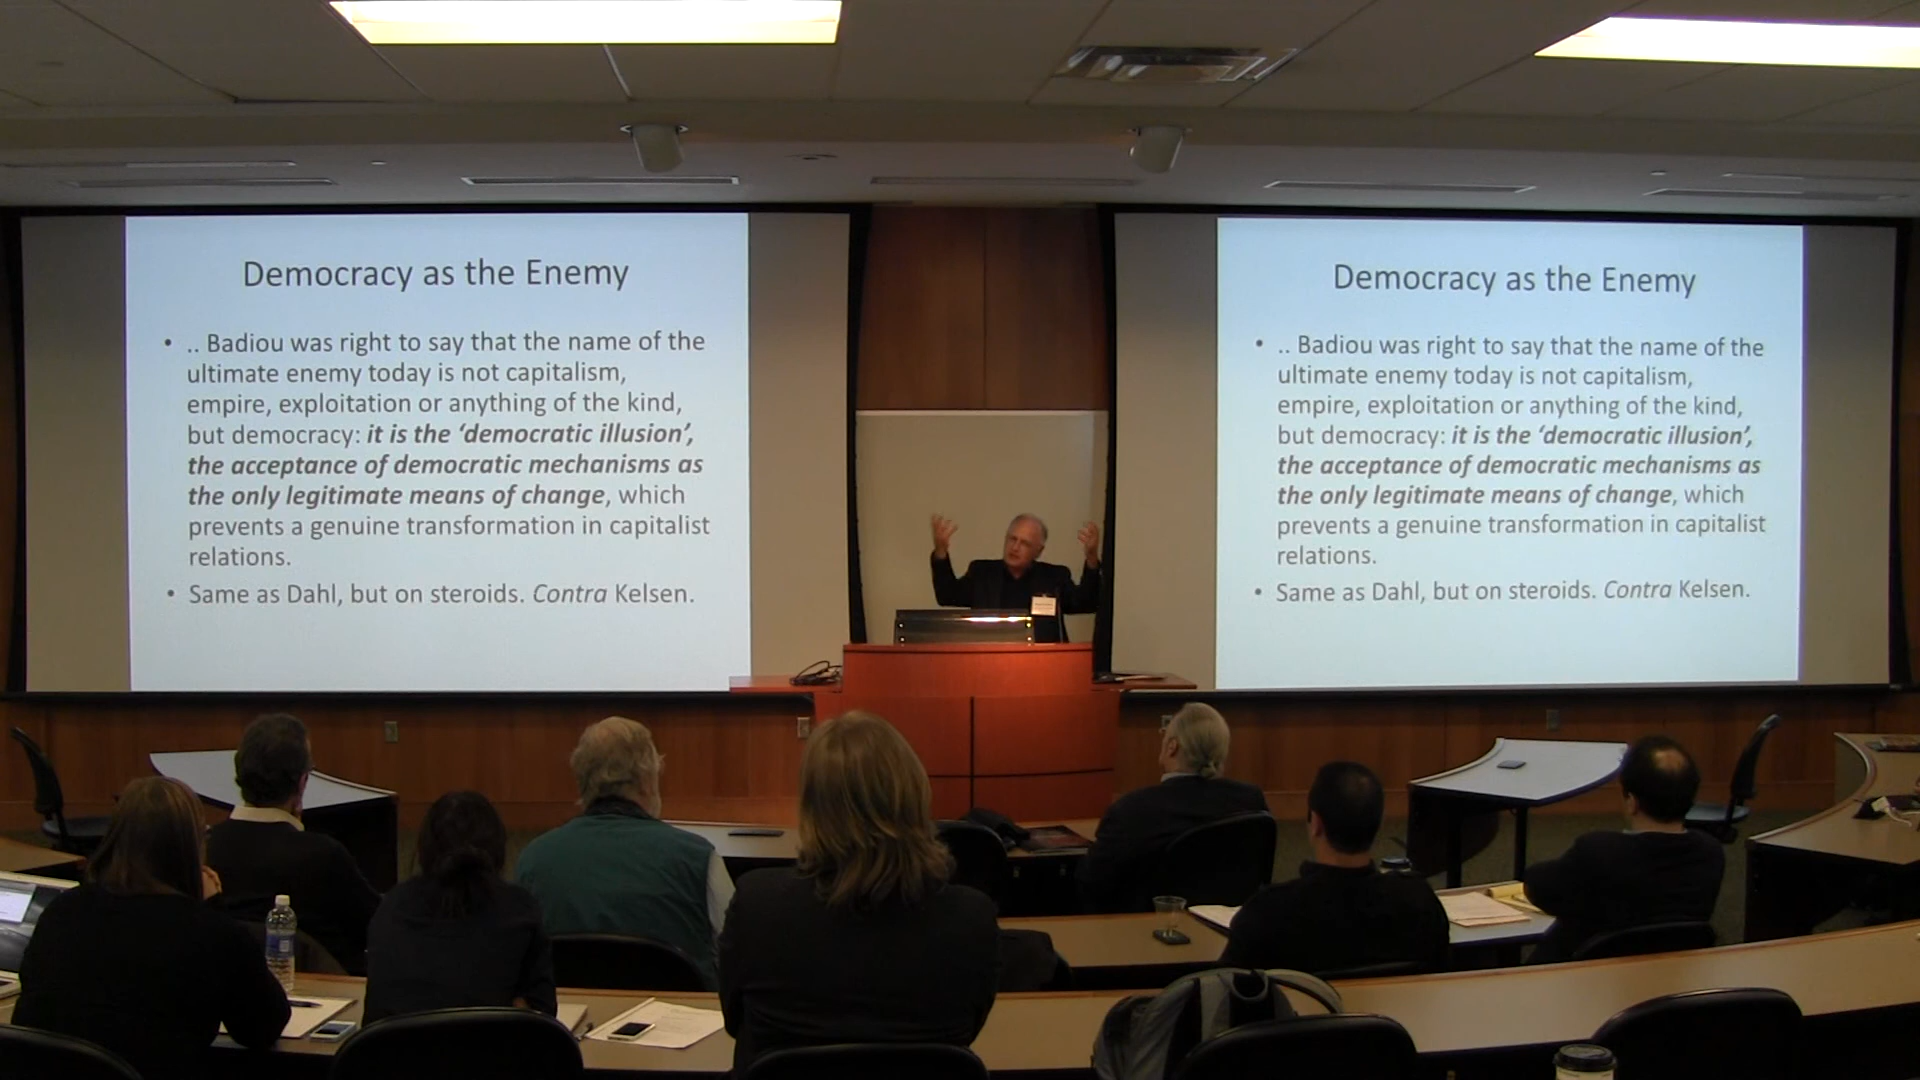 Democracy as the Enemy
• .. Badiou was right to say that the name of the
ultimate enemy today is not capitalism,
empire, exploitation or anything of the kind,
but democracy: it is the ‘democratic illusion’,
the acceptance of democratic mechanisms as
the only legitimate means of change, which
prevents a genuine transformation in capitalist
relations.
• Same as Dahl, but on steroids. Contra Kelsen.
Democracy as the Enemy
• .. Badiou was right to say that the name of the
ultimate enemy today is not capitalism,
empire, exploitation or anything of the kind,
but democracy: it is the ‘democratic illusion’,
the acceptance of democratic mechanisms as
the only legitimate means of change, which
prevents a genuine transformation in capitalist
relations.
• Same as Dahl, but on steroids. Contra Kelsen.